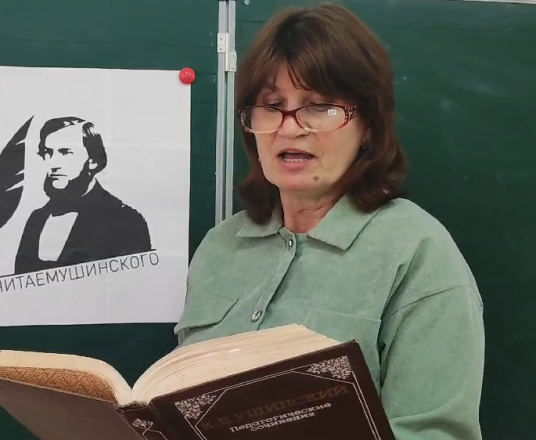 ЧИТАЕМУШИНСКОГО
К. Д. УШИНСКИЙ
Педагогические
Сочинения